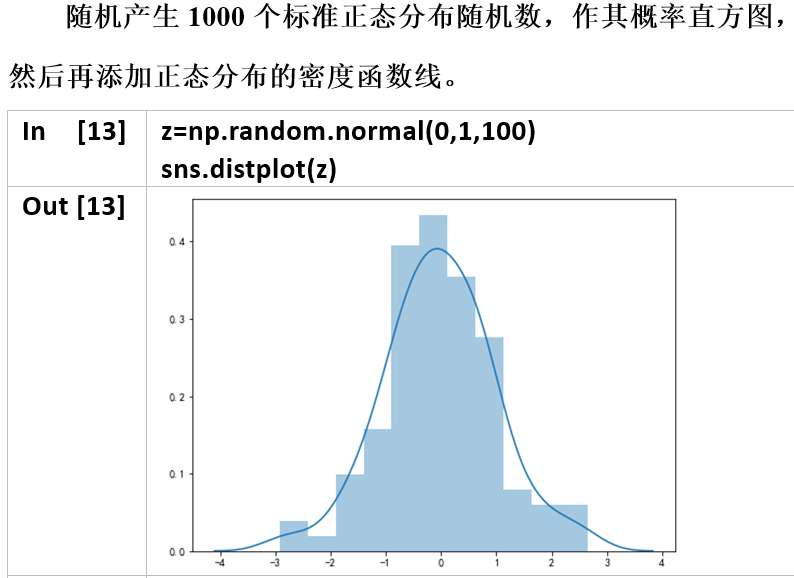 随机产生 1000 个标准正态分布随机数，作其概率直方图，
然后再添加正态分布的密度函数线。
In [13]
z=np.random.normal(0,1,100)
sns.distplot(z)
Out [13]
0.4
0.3
0.2
0.1
0.0
−4 −3 −2 −1 0 1 2 3 4